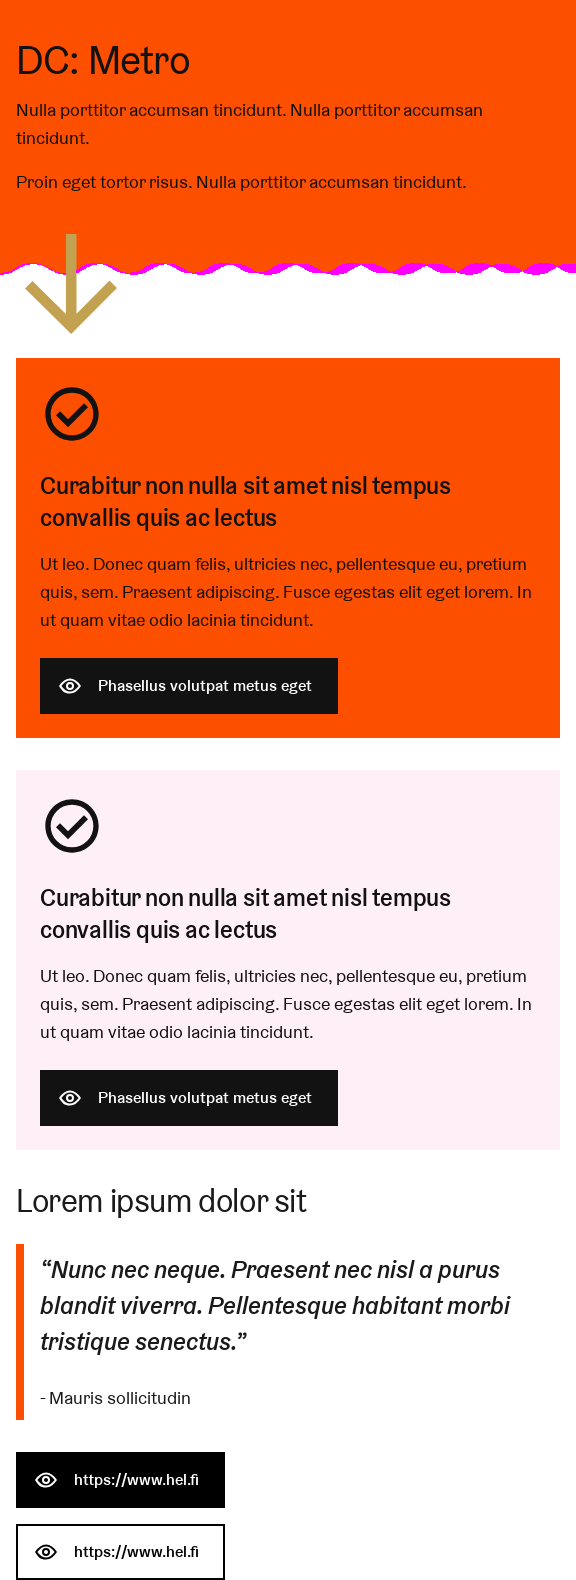 DC: Metro
Nulla porttitor accumsan tincidunt. Nulla porttitor accumsan
tincidunt.
Proin eget tortor risus. Nulla porttitor accumsan tincidunt.
Curabitur non nulla sit amet nisl tempus
convallis quis ac lectus
Ut leo. Donec quam felis, ultricies nec, pellentesque eu, pretium
quis, sem. Praesent adipiscing. Fusce egestas elit eget lorem. In
ut quam vitae odio lacinia tincidunt.
Phasellus volutpat metus eget
Curabitur non nulla sit amet nisl tempus
convallis quis ac lectus
Ut leo. Donec quam felis, ultricies nec, pellentesque eu, pretium
quis, sem. Praesent adipiscing. Fusce egestas elit eget lorem. In
ut quam vitae odio lacinia tincidunt.
Phasellus volutpat metus eget
Lorem ipsum dolor sit
“Nunc nec neque. Praesent nec nisl a purus
blandit viverra. Pellentesque habitant morbi
tristique senectus.”
- Mauris sollicitudin
https://www.hel.fi
https://www.hel.fi